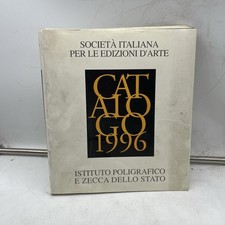 SOCIETÀ ITALIANA
PER LE EDIZIONI D'ARTE
CAT
ALO
GO
1996
ISTITUTO POLIGRAFICO
E ZECCA DELLO STATO